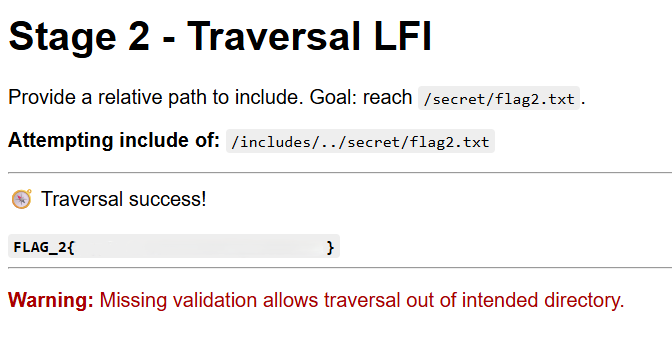 Stage 2 - Traversal LFI
Provide a relative path to include. Goal: reach /secret/flag2.txt.
Attempting include of: /includes/../secret/flag2.txt
Traversal success!
FLAG_2{ }
Warning: Missing validation allows traversal out of intended directory.